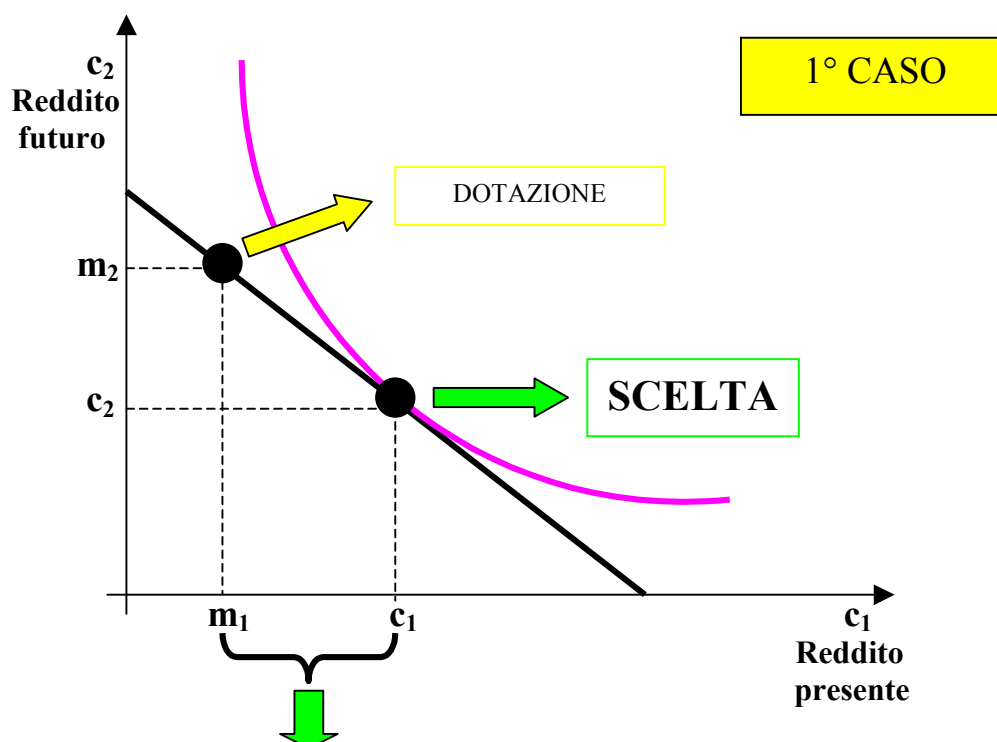 1° CASO
c₂
Reddito
futuro
DOTAZIONE
m₂
c₂
SCELTA
m₁
c₁
c₁
Reddito
presente